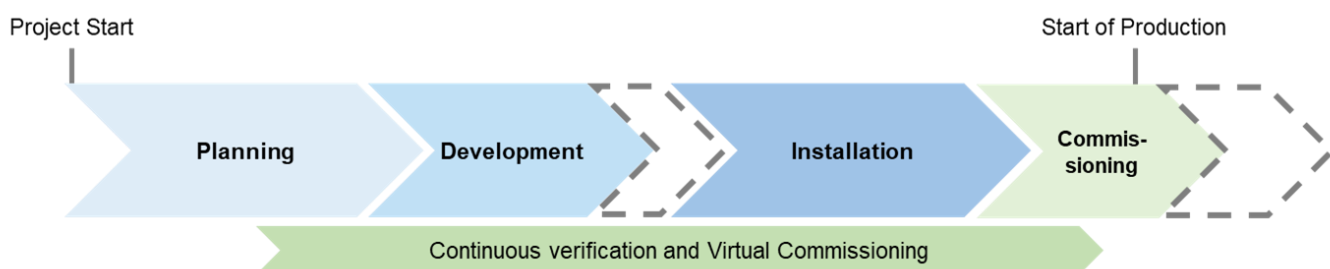 Project Start
Start of Production
Planning
Development
Installation
Commis-
sioning
Continuous verification and Virtual Commissioning